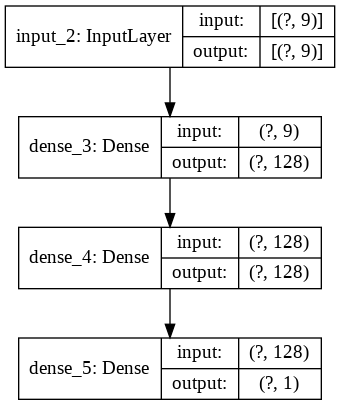 input_2: InputLayer
input: [(?, 9)]
output: [(?, 9)]
dense_3: Dense
input: (?, 9)
output: (?, 128)
dense_4: Dense
input: (?, 128)
output: (?, 128)
dense_5: Dense
input: (?, 128)
output: (?, 1)